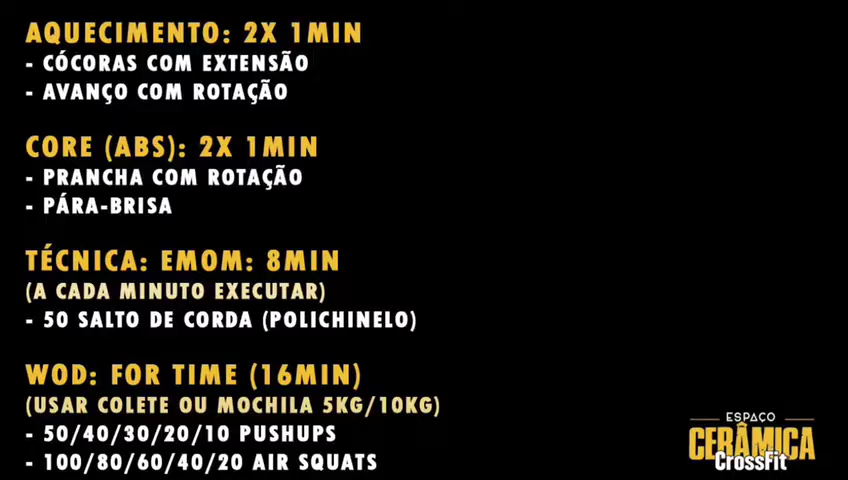 AQUECIMENTO: 2X 1MIN
- CÓCORAS COM EXTENSÃO
- AVANÇO COM ROTAÇÃO
CORE (ABS): 2X 1MIN
- PRANCHA COM ROTAÇÃO
- PÁRA-BRISA
TÉCNICA: EMOM: 8MIN
(A CADA MINUTO EXECUTAR)
- 50 SALTO DE CORDA (POLICHINELO)
WOD: FOR TIME (16MIN)
(USAR COLETE OU MOCHILA 5KG/10KG)
- 50/40/30/20/10 PUSHUPS
- 100/80/60/40/20 AIR SQUATS
ESPAÇO
CERÂMICA
CrossFit